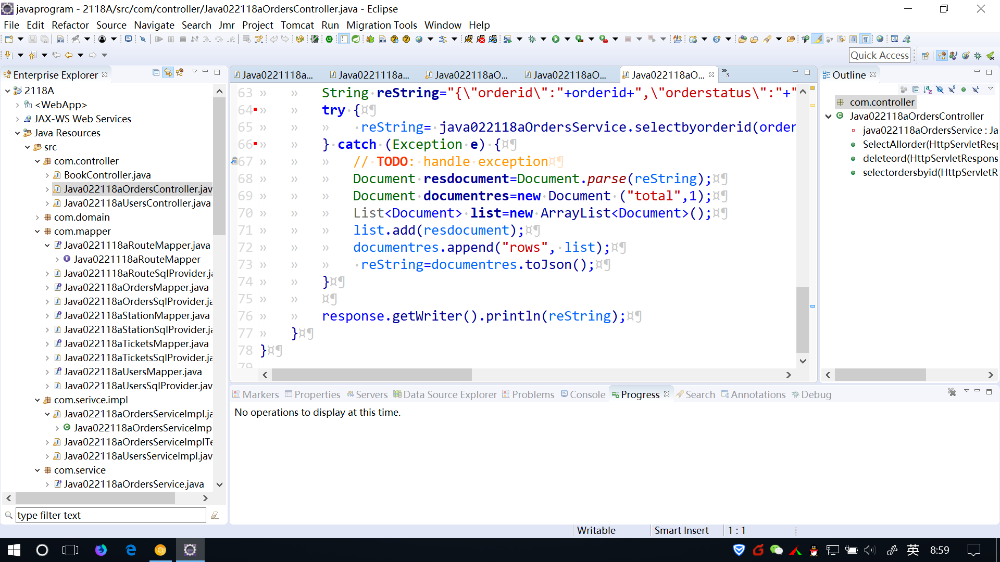 javaprogram - 2118A/src/com/controller/Java022118aOrdersController.java - Eclipse
File Edit Refactor Source Navigate Search Jmr Project Tomcat Run Migration Tools Window Help
Quick Access
Enterprise Explorer
2118A
<WebApp>
JAX-WS Web Services
Java Resources
src
com.controller
BookController.java
Java022118aOrdersController.jav
Java022118aUsersController.java
com.domain
com.mapper
Java0221118aRouteMapper.java
Java0221118aRouteMapper
Java0221118aRouteSqlProvider.ja
Java022118aOrdersMapper.java
Java022118aOrdersSqlProvider.ja
Java022118aStationMapper.java
Java022118aStationSqlProvider.ja
Java022118aTicketsMapper.java
Java022118aTicketsSqlProvider.ja
Java022118aUsersMapper.java
Java022118aUsersSqlProvider.jav
com.serivce.impl
Java022118aOrdersServiceImpl.ja
Java022118aOrdersServiceImp
Java022118aOrdersServiceImplTe
Java022118aUsersServiceImpl.jav
com.service
Java022118aOrdersService.java
type filter text
Java0221118a... Java0221118a... Java022118aO... Java022118aO... Java022118aO... »3
63 » » String·reString="{\"orderid\":"+orderid+",\"orderstatus\":"+"
64 » » try·{¤¶
65 » » » ·reString=·java022118aOrdersService.selectbyorderid(order
66 » » }·catch·(Exception·e)·{¤¶
67 » » » //·TODO:·handle·exception¤¶
68 » » » Document·resdocument=Document.parse(reString);¤¶
69 » » » Document·documentres=new·Document·("total",1);¤¶
70 » » » List<Document>·list=new·ArrayList<Document>();¤¶
71 » » » list.add(resdocument);¤¶
72 » » » documentres.append("rows",·list);¤¶
73 » » » ·reString=documentres.toJson();¤¶
74 » » }¤¶
75 » » ¤¶
76 » » response.getWriter().println(reString);¤¶
77 » }¤¶
78 }¤¶
79
Outline
com.controller
Java022118aOrdersController
java022118aOrdersService : Ja
SelectAllorder(HttpServletResp
deleteord(HttpServletRespons
selectordersbyid(HttpServletR
Markers Properties Servers Data Source Explorer Problems Console Progress Search Annotations Debug
No operations to display at this time.
Writable Smart Insert 1 : 1
英 8:59